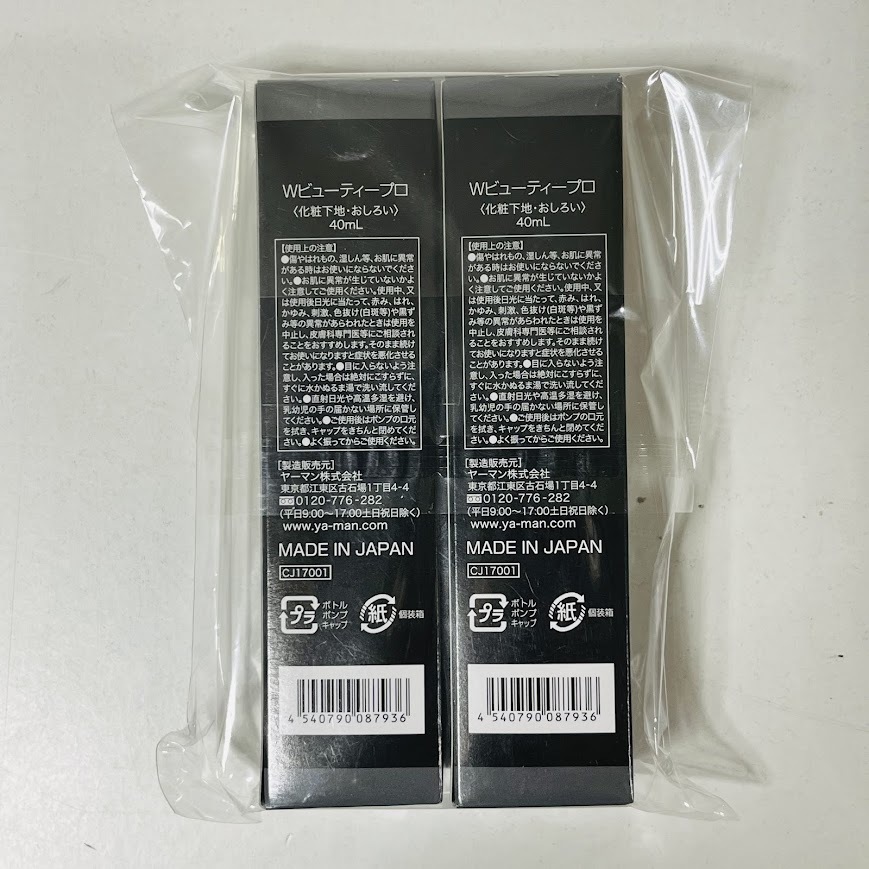 Wビューティープロ
〈化粧下地・おしろい〉
40mL
【使用上の注意】
●傷やはれもの、湿しん等、お肌に異常
がある時はお使いにならないでくださ
い。●お肌に異常が生じていないかよ
く注意してご使用ください。使用中、又
は使用後日光に当たって、赤み、はれ、
かゆみ、刺激、色抜け(白斑等)や黒ず
み等の異常があらわれたときは使用を
中止し、皮膚科専門医等にご相談され
ることをおすすめします。そのまま続け
てお使いになりますと症状を悪化させる
ことがあります。●目に入らないよう注
意し、入った場合は絶対にこすらずに、
すぐに水かぬるま湯で洗い流してくだ
さい。●直射日光や高温多湿を避け、
乳幼児の手の届かない場所に保管し
てください。●ご使用後はポンプの口元
を拭き、キャップをきちんと閉めてくだ
さい。●よく振ってからご使用ください。
[製造販売元]
ヤーマン株式会社
東京都江東区古石場1丁目4-4
0120-776-282
(平日9:00〜17:00土日祝日除く)
www.ya-man.com
MADE IN JAPAN
CJ17001
プラ
ボトル
ポンプ
キャップ
紙
個装箱
4 540790 087936
Wビューティープロ
〈化粧下地・おしろい〉
40mL
【使用上の注意】
●傷やはれもの、湿しん等、お肌に異常
がある時はお使いにならないでくださ
い。●お肌に異常が生じていないかよ
く注意してご使用ください。使用中、又
は使用後日光に当たって、赤み、はれ、
かゆみ、刺激、色抜け(白斑等)や黒ず
み等の異常があらわれたときは使用を
中止し、皮膚科専門医等にご相談され
ることをおすすめします。そのまま続け
てお使いになりますと症状を悪化させる
ことがあります。●目に入らないよう注
意し、入った場合は絶対にこすらずに、
すぐに水かぬるま湯で洗い流してくだ
さい。●直射日光や高温多湿を避け、
乳幼児の手の届かない場所に保管し
てください。●ご使用後はポンプの口元
を拭き、キャップをきちんと閉めてくだ
さい。●よく振ってからご使用ください。
[製造販売元]
ヤーマン株式会社
東京都江東区古石場1丁目4-4
0120-776-282
(平日9:00〜17:00土日祝日除く)
www.ya-man.com
MADE IN JAPAN
CJ17001
プラ
ボトル
ポンプ
キャップ
紙
個装箱
4 540790 087936